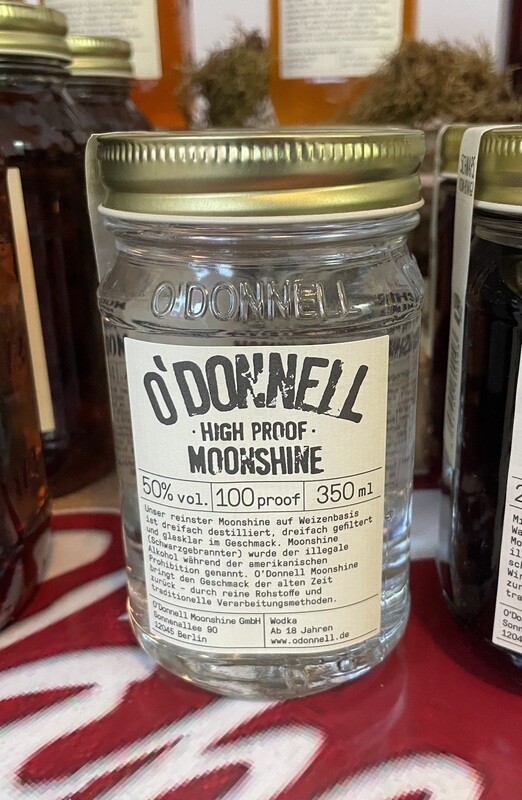 O'DONNELL
O'DONNELL
· HIGH PROOF ·
MOONSHINE
50% vol. 100 proof 350 ml
Unser reinster Moonshine auf Weizenbasis
ist dreifach destilliert, dreifach gefiltert
und glasklar im Geschmack. Moonshine
(Schwarzgebrannter) wurde der illegale
Alkohol während der amerikanischen
Prohibition genannt. O'Donnell Moonshine
bringt den Geschmack der alten Zeit
zurück - durch reine Rohstoffe und
traditionelle Verarbeitungsmethoden.
O'Donnell Moonshine GmbH
Sonnenallee 90
12045 Berlin
Wodka
Ab 18 Jahren
www.odonnell.de